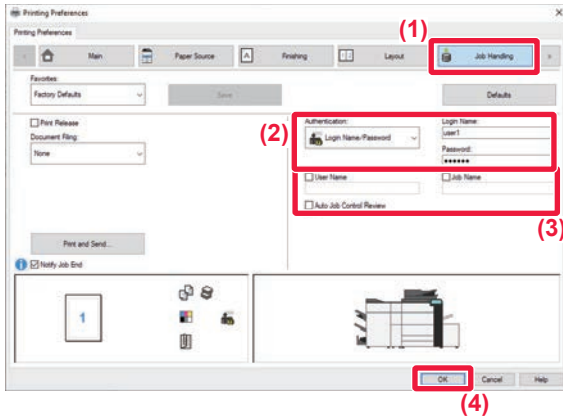 Printing Preferences
Printing Preferences
(1)
Main
Paper Source
A
Finishing
Layout
Job Handling
Favorites:
Factory Defaults
Save
Defaults
Print Release
Document Filing:
None
(2)
Authentication:
Login Name/Password
Login Name:
user1
Password:
••••••
User Name
Job Name
Auto Job Control Review
(3)
Print and Send...
Notify Job End
1
OK
Cancel
Help
(4)